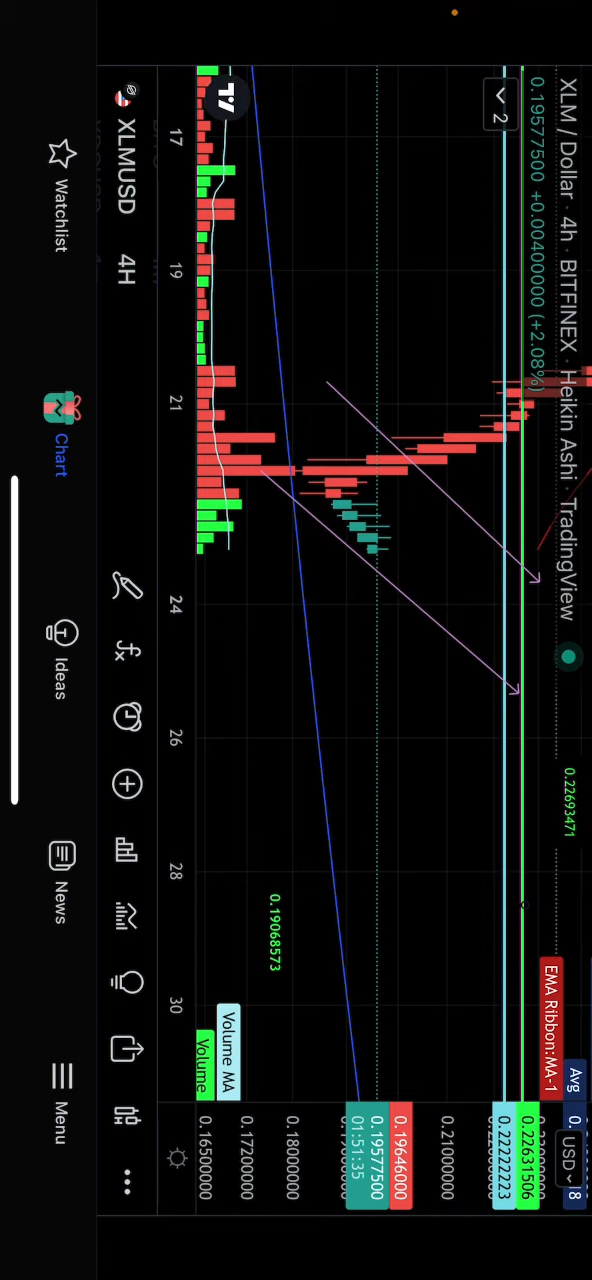 XLM / Dollar · 4h · BITFINEX · Heikin Ashi · TradingView
0.19577500 +0.00400000 (+2.08%)
2
0.22693471
0.19068573
EMA Ribbon:MA-1
Avg
Volume MA
Volume
USD
0.22631506
0.22222223
0.21000000
0.19646000
0.19577500
01:51:35
0.18000000
0.17200000
0.16500000
17
19
21
24
26
28
30
XLMUSD
4H
Watchlist
Chart
Ideas
News
Menu